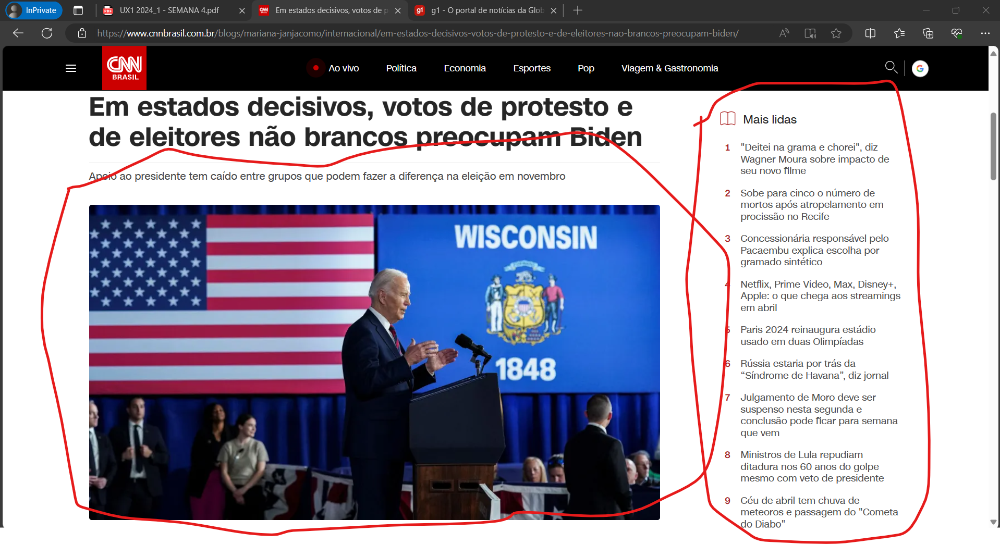 InPrivate
UX1 2024_1 - SEMANA 4.pdf
Em estados decisivos, votos de p
g1 - O portal de notícias da Glob
https://www.cnnbrasil.com.br/blogs/mariana-janjacomo/internacional/em-estados-decisivos-votos-de-protesto-e-de-eleitores-nao-brancos-preocupam-biden/
CNN
BRASIL
Ao vivo
Política
Economia
Esportes
Pop
Viagem & Gastronomia
Em estados decisivos, votos de protesto e
de eleitores não brancos preocupam Biden
Apoio ao presidente tem caído entre grupos que podem fazer a diferença na eleição em novembro
WISCONSIN
1848
Mais lidas
1 "Deitei na grama e chorei", diz
Wagner Moura sobre impacto de
seu novo filme
2 Sobe para cinco o número de
mortos após atropelamento em
procissão no Recife
3 Concessionária responsável pelo
Pacaembu explica escolha por
gramado sintético
4 Netflix, Prime Video, Max, Disney+,
Apple: o que chega aos streamings
em abril
5 Paris 2024 reinaugura estádio
usado em duas Olimpíadas
6 Rússia estaria por trás da
“Síndrome de Havana”, diz jornal
7 Julgamento de Moro deve ser
suspenso nesta segunda e
conclusão pode ficar para semana
que vem
8 Ministros de Lula repudiam
ditadura nos 60 anos do golpe
mesmo com veto de presidente
9 Céu de abril tem chuva de
meteoros e passagem do "Cometa
do Diabo"